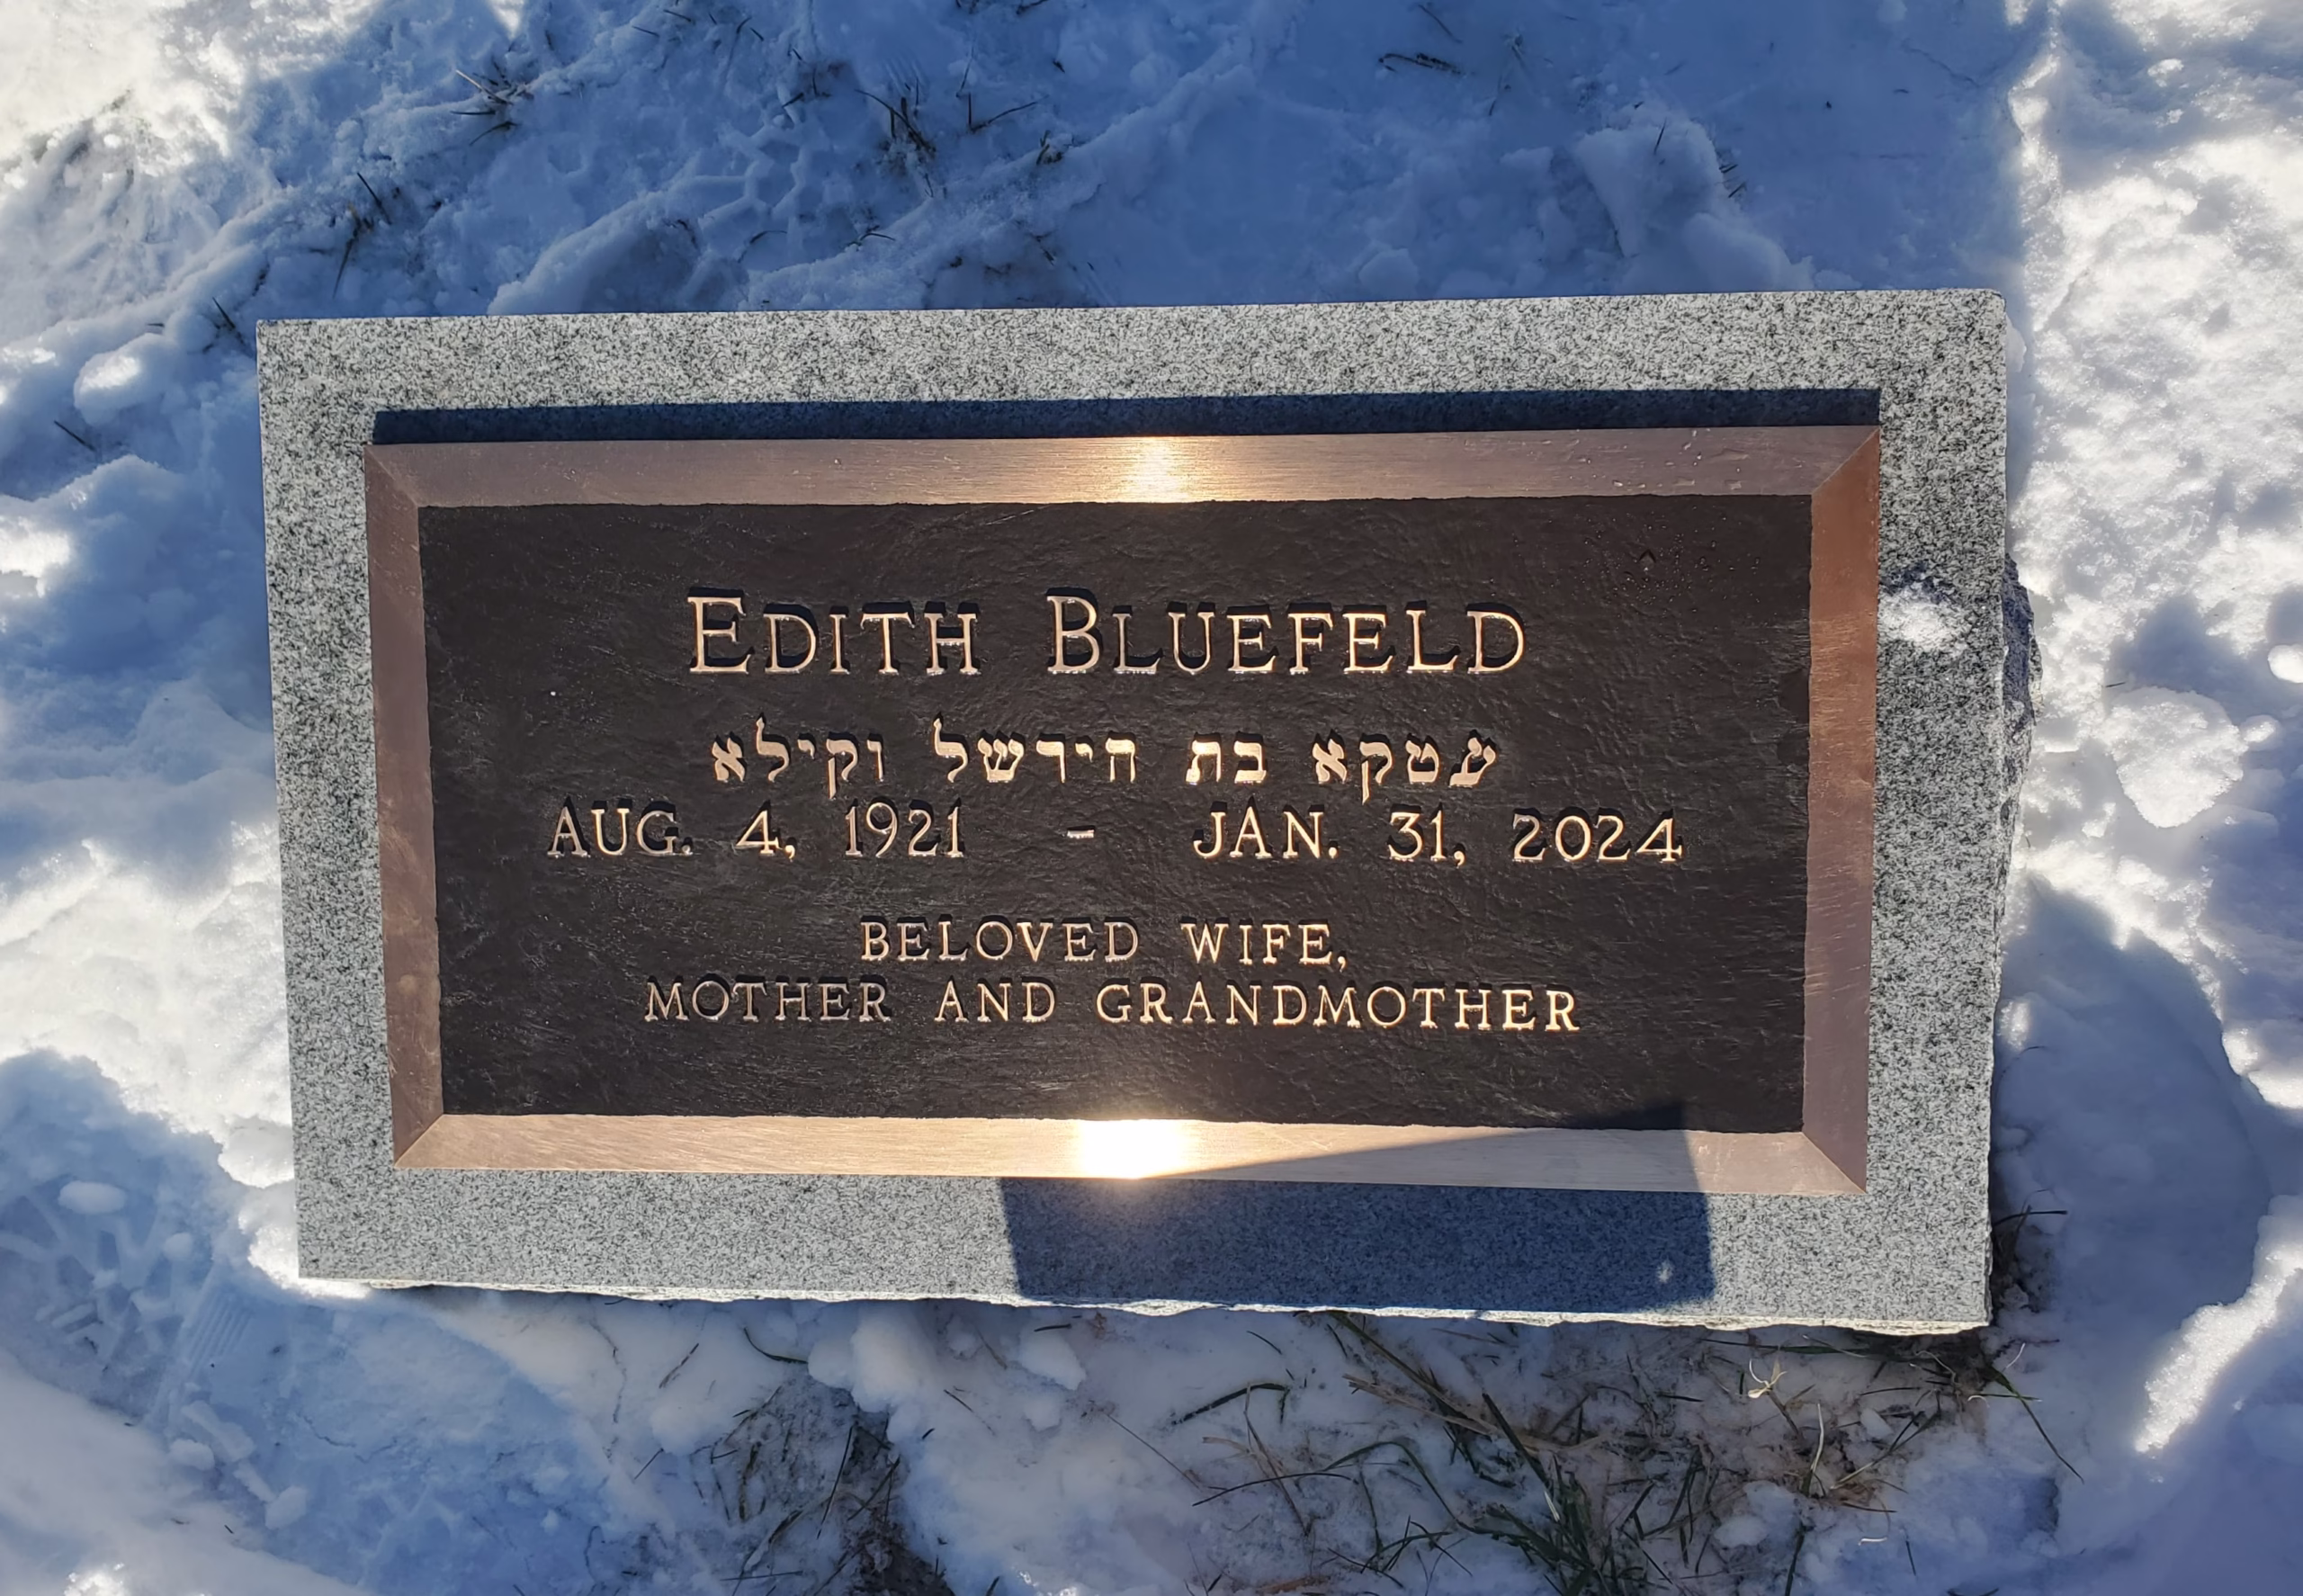 EDITH BLUEFELD
עטקא בת הירשל וקילא
AUG. 4, 1921 - JAN. 31, 2024
BELOVED WIFE,
MOTHER AND GRANDMOTHER